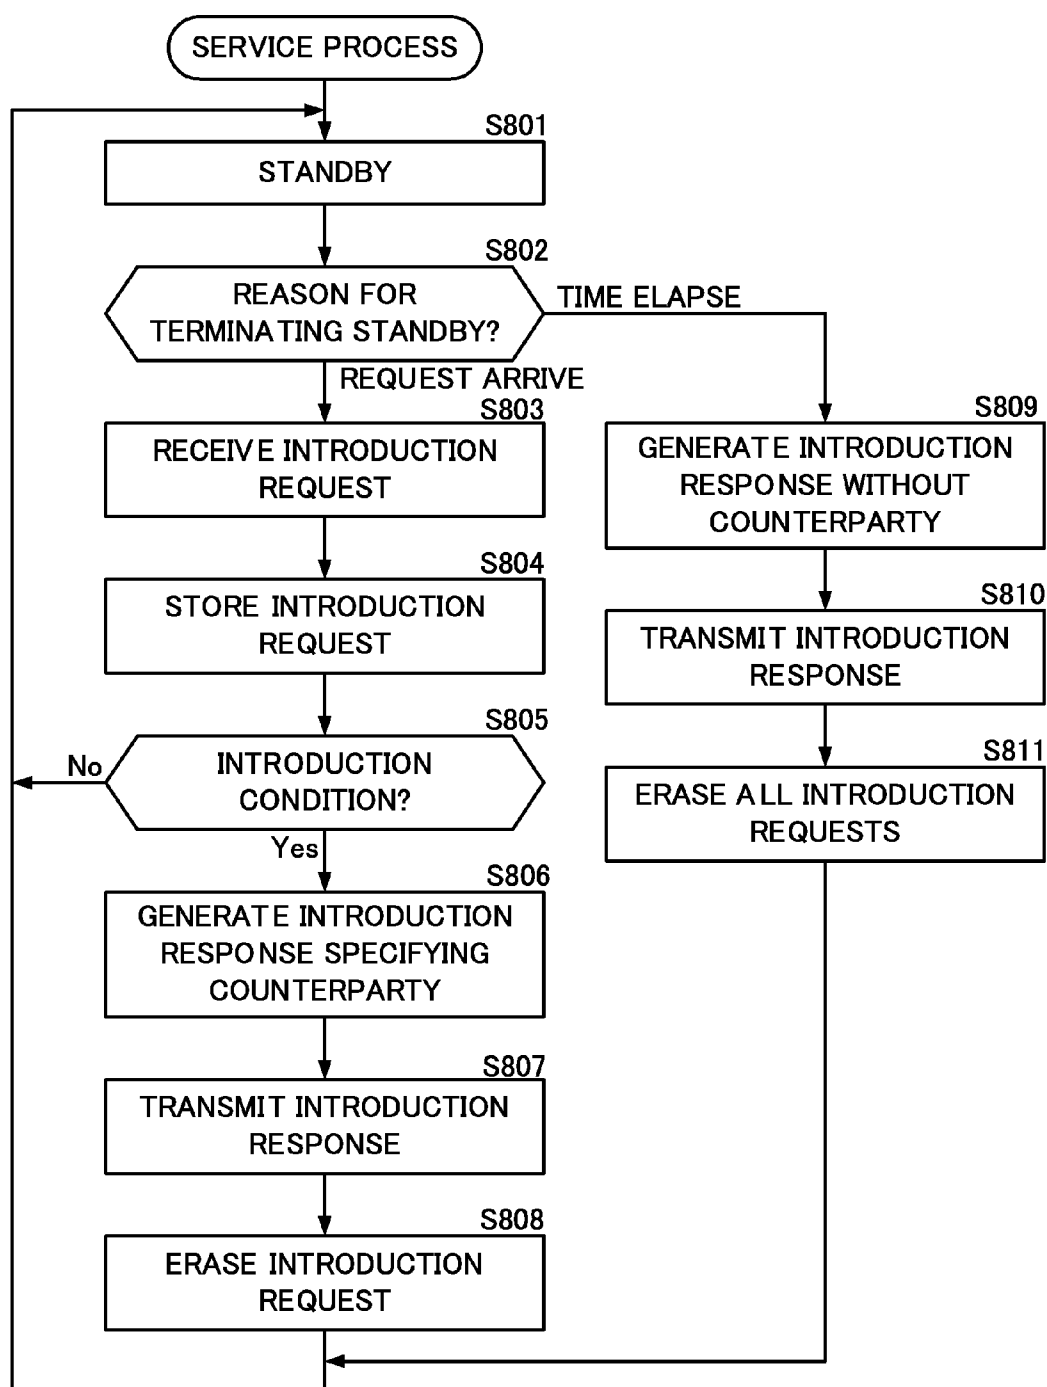 SERVICE PROCESS
S801
STANDBY
S802
REASON FOR
TERMINATING STANDBY?
TIME ELAPSE
REQUEST ARRIVE
S803
RECEIVE INTRODUCTION
REQUEST
S804
STORE INTRODUCTION
REQUEST
S805
INTRODUCTION
CONDITION?
No
Yes
S806
GENERATE INTRODUCTION
RESPONSE SPECIFYING
COUNTERPARTY
S807
TRANSMIT INTRODUCTION
RESPONSE
S808
ERASE INTRODUCTION
REQUEST
S809
GENERATE INTRODUCTION
RESPONSE WITHOUT
COUNTERPARTY
S810
TRANSMIT INTRODUCTION
RESPONSE
S811
ERASE ALL INTRODUCTION
REQUESTS